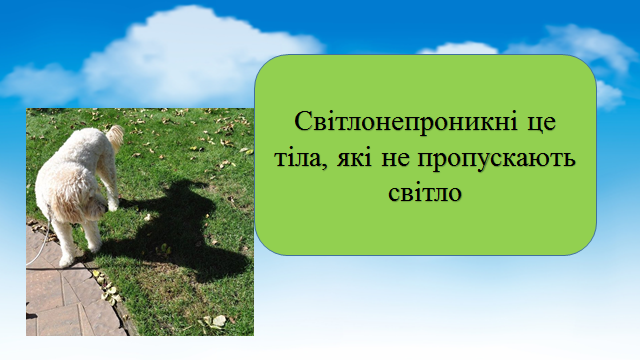 Світлонепроникні це
тіла, які не пропускають
світло